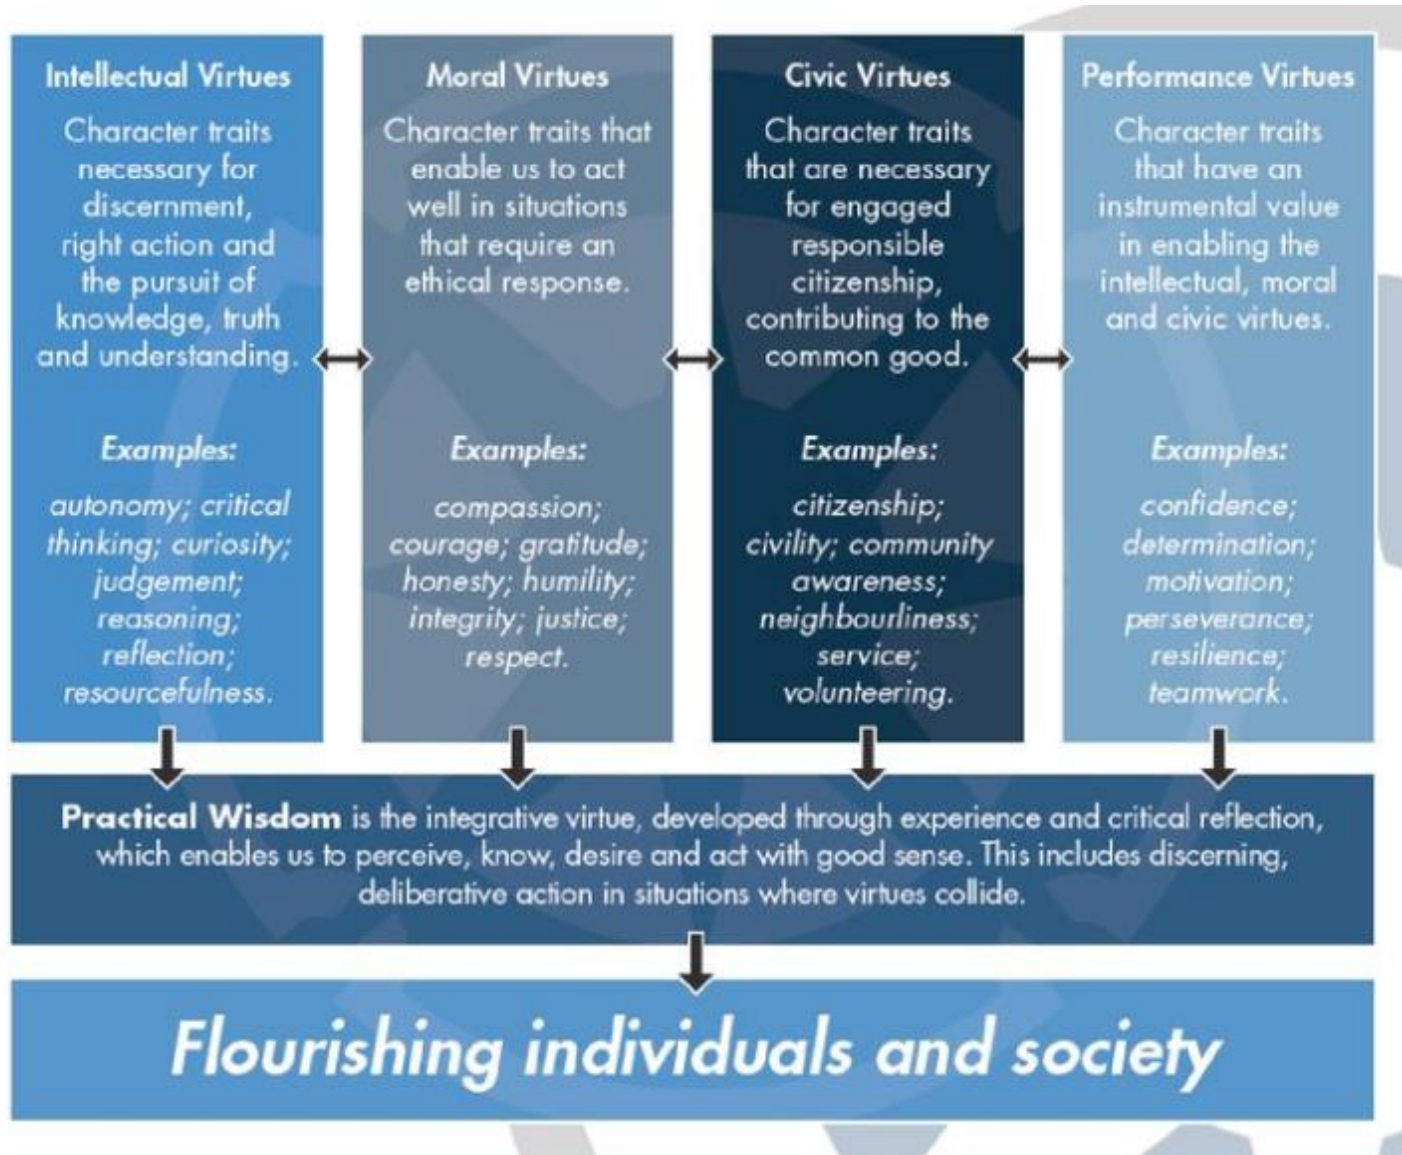 Intellectual Virtues
Character traits
necessary for
discernment,
right action and
the pursuit of
knowledge, truth
and understanding.
Examples:
autonomy; critical
thinking; curiosity;
judgement;
reasoning;
reflection;
resourcefulness.
Moral Virtues
Character traits that
enable us to act
well in situations
that require an
ethical response.
Examples:
compassion;
courage; gratitude;
honesty; humility;
integrity; justice;
respect.
Civic Virtues
Character traits
that are necessary
for engaged
responsible
citizenship,
contributing to the
common good.
Examples:
citizenship;
civility; community
awareness;
neighbourliness;
service;
volunteering.
Performance Virtues
Character traits
that have an
instrumental value
in enabling the
intellectual, moral
and civic virtues.
Examples:
confidence;
determination;
motivation;
perseverance;
resilience;
teamwork.
Practical Wisdom is the integrative virtue, developed through experience and critical reflection,
which enables us to perceive, know, desire and act with good sense. This includes discerning,
deliberative action in situations where virtues collide.
Flourishing individuals and society